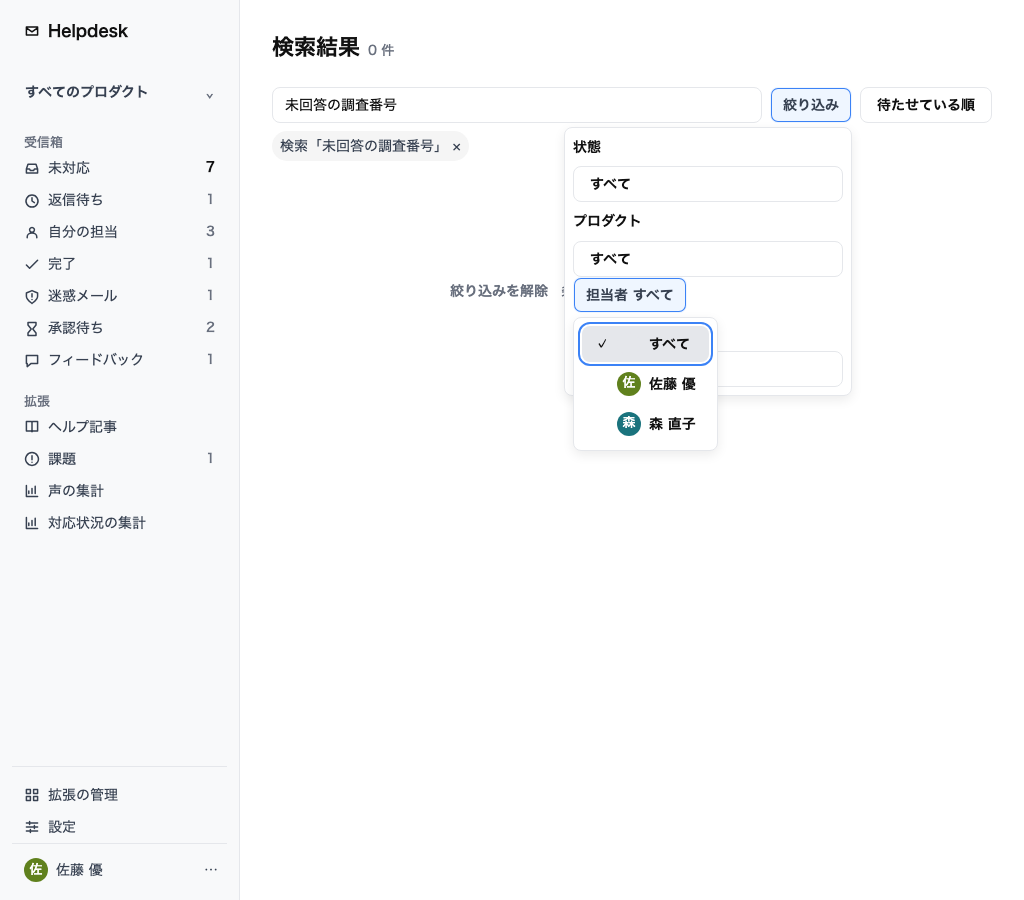 Helpdesk
すべてのプロダクト
受信箱
未対応 7
返信待ち 1
自分の担当 3
完了 1
迷惑メール 1
承認待ち 2
フィードバック 1
拡張
ヘルプ記事
課題 1
声の集計
対応状況の集計
拡張の管理
設定
佐 佐藤 優 …
検索結果 0 件
未回答の調査番号 絞り込み 待たせている順
検索「未回答の調査番号」 ×
状態
すべて
プロダクト
すべて
絞り込みを解除
担当者 すべて
✓ すべて
佐 佐藤 優
森 森 直子